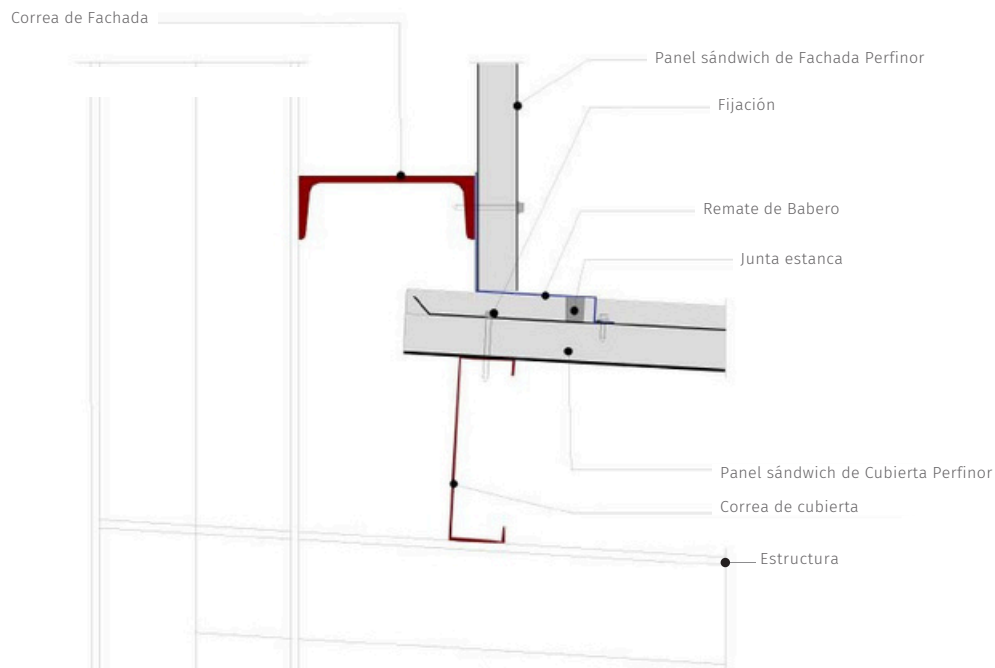 Correa de Fachada
Panel sándwich de Fachada Perfinor
Fijación
Remate de Babero
Junta estanca
Panel sándwich de Cubierta Perfinor
Correa de cubierta
Estructura